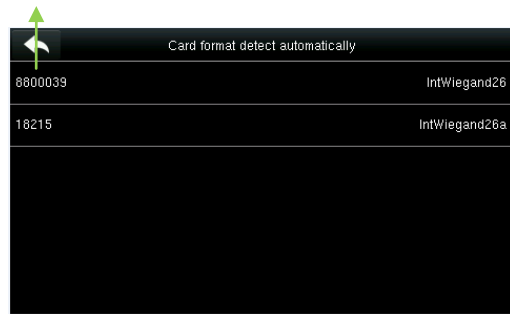 Card format detect automatically
8800039 IntWiegand26
18215 IntWiegand26a